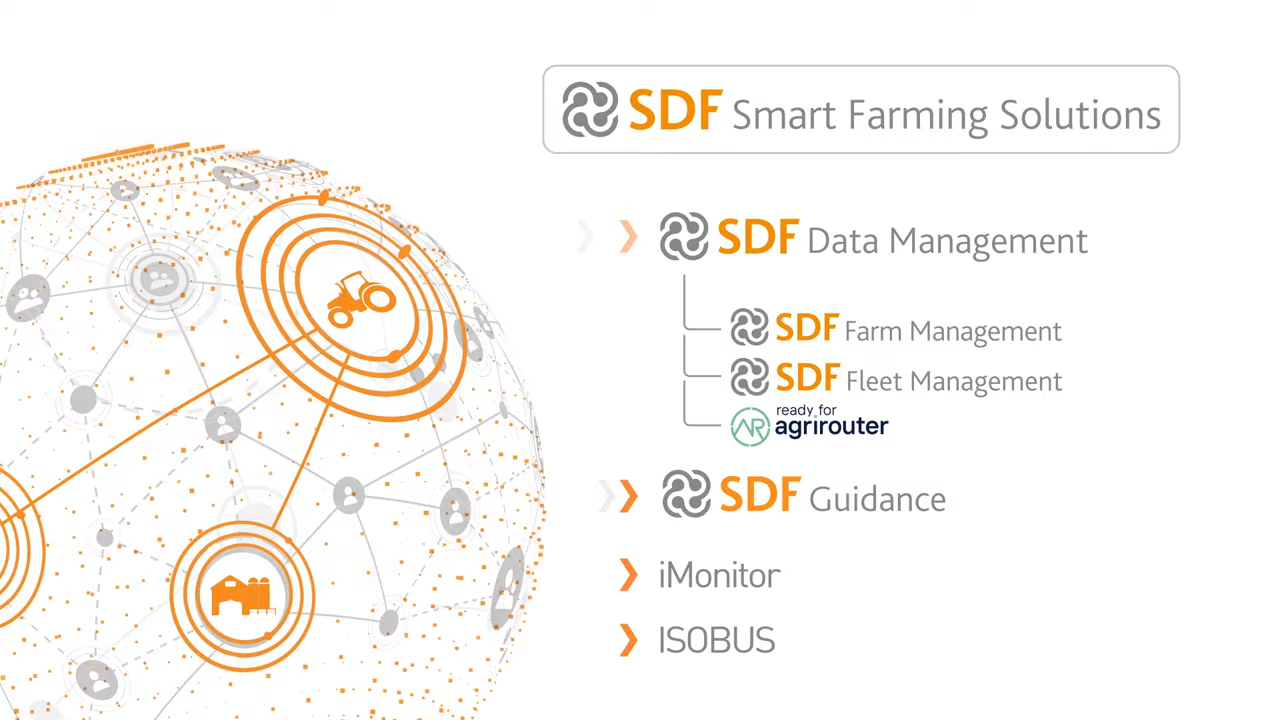 SDF Smart Farming Solutions
SDF Data Management
SDF Farm Management
SDF Fleet Management
AR ready for
agrirouter
SDF Guidance
iMonitor
ISOBUS